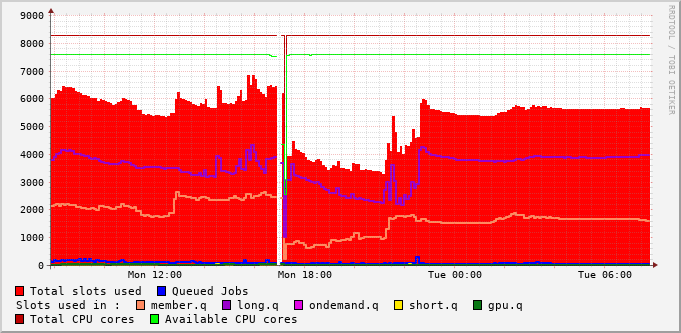 9000
8000
7000
6000
5000
4000
3000
2000
1000
0
Mon 12:00 Mon 18:00 Tue 00:00 Tue 06:00
RRDTOOL / TOBI OETIKER
Total slots used Queued Jobs
Slots used in : member.q long.q ondemand.q short.q gpu.q
Total CPU cores Available CPU cores